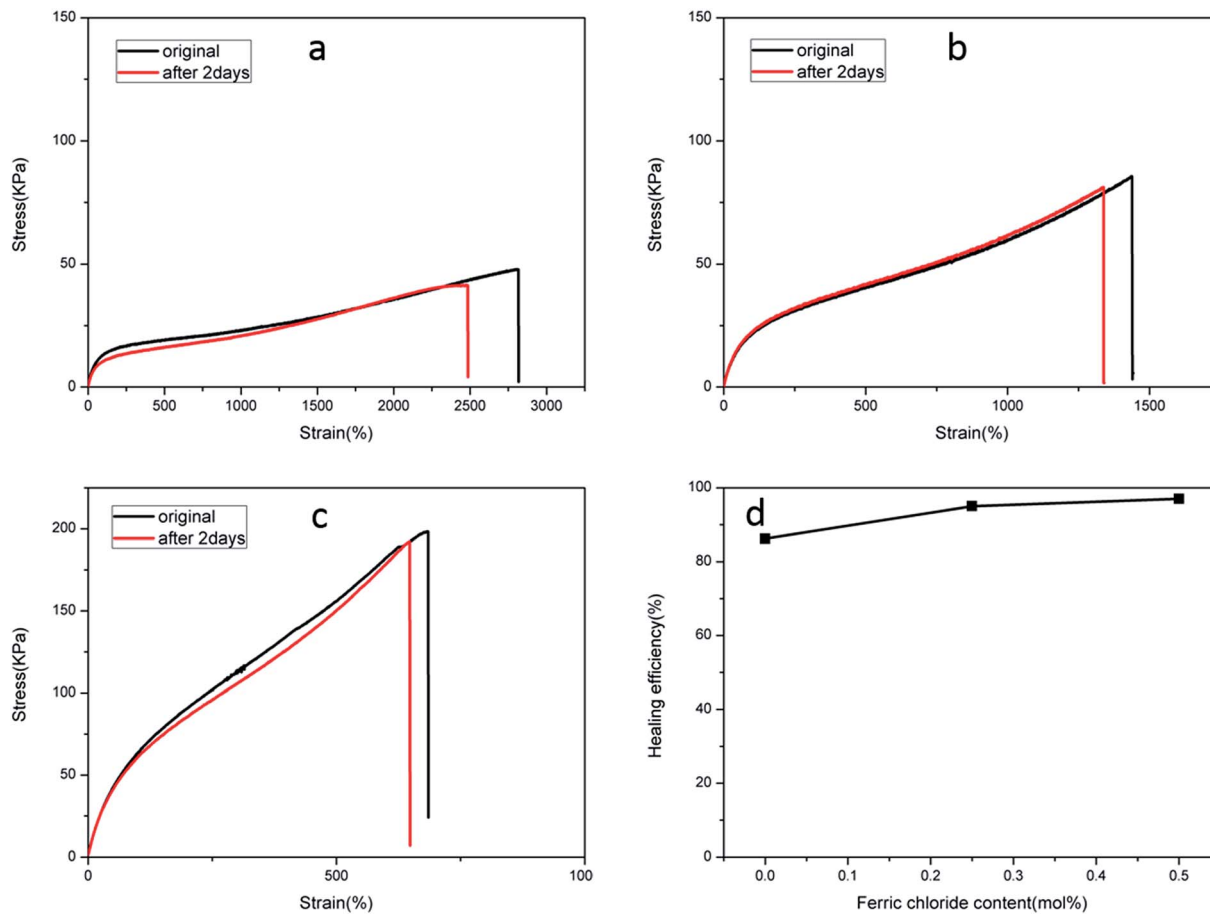 a
original
after 2days
150
100
50
0
Stress(KPa)
0 500 1000 1500 2000 2500 3000
Strain(%)
b
original
after 2days
150
100
50
0
Stress(KPa)
0 500 1000 1500
Strain(%)
c
original
after 2days
200
150
100
50
0
Stress(KPa)
0 500 100
Strain(%)
d
100
80
60
40
20
0
Healing efficiency(%)
0.0 0.1 0.2 0.3 0.4 0.5
Ferric chloride content(mol%)